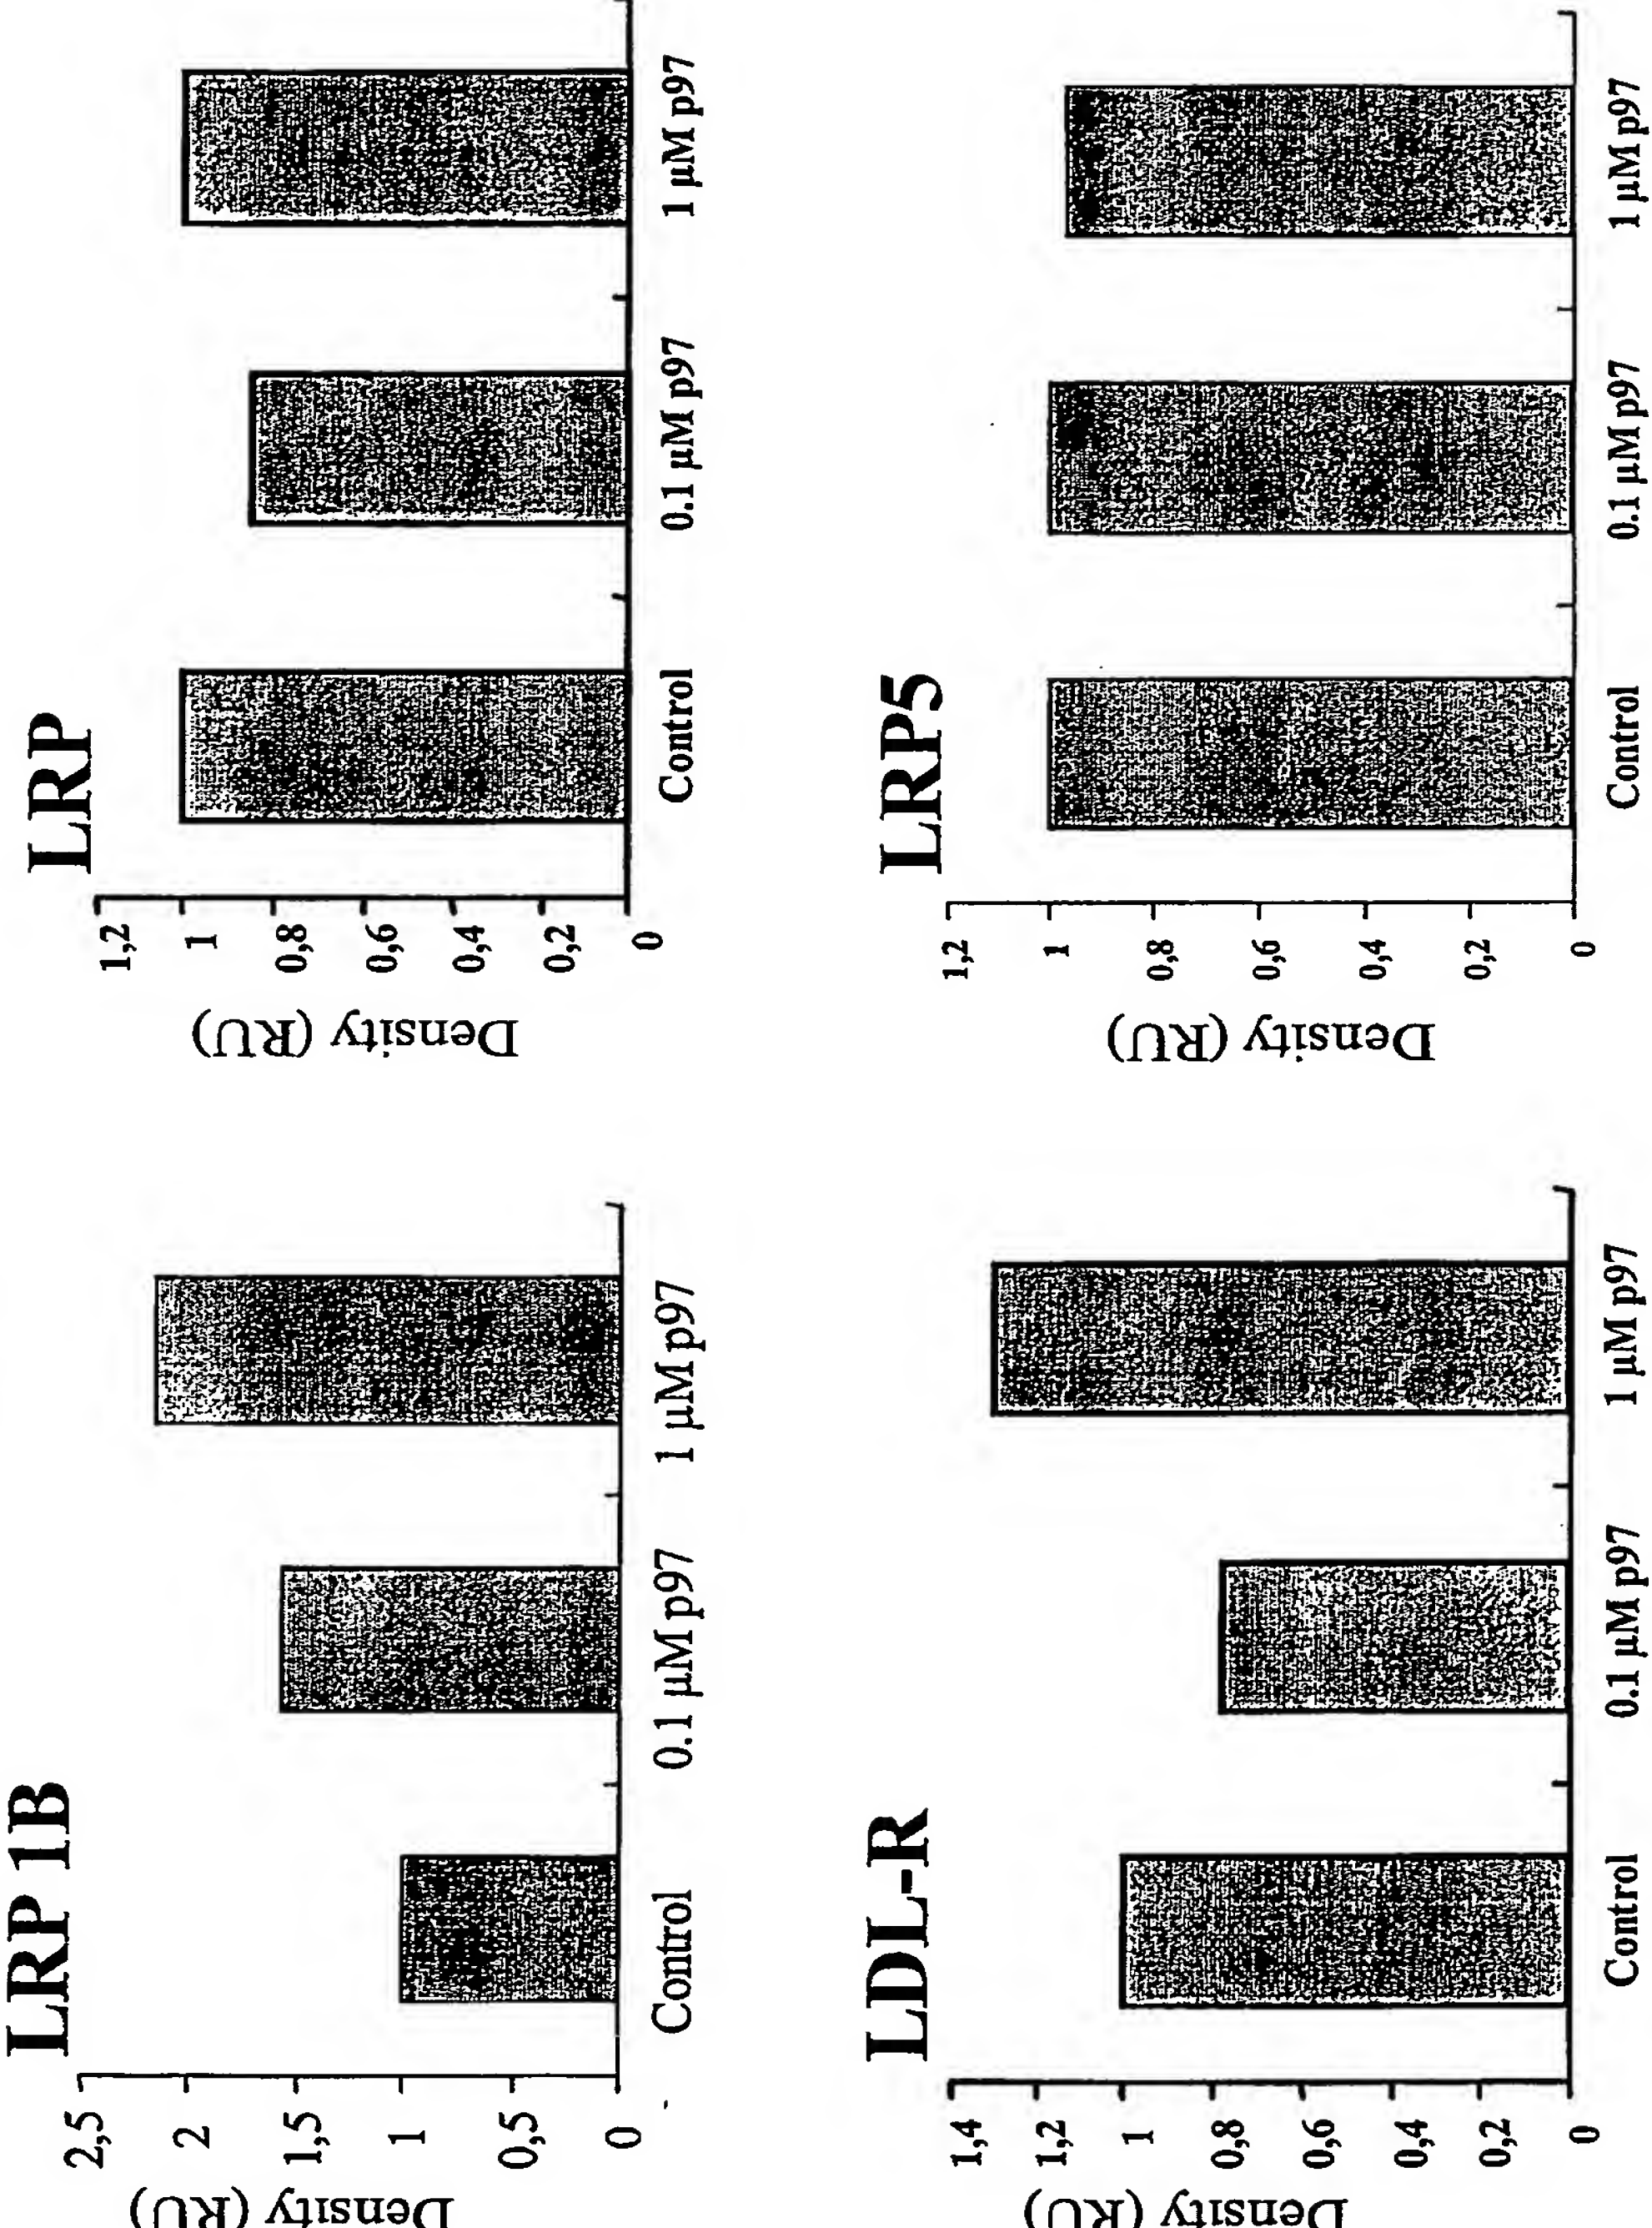 LRP 1B
Density (RU)
2,5
2
1,5
1
0,5
0
Control
0.1 µM p97
1 µM p97
LRP
Density (RU)
1,2
1
0,8
0,6
0,4
0,2
0
Control
0.1 µM p97
1 µM p97
LDL-R
Density (RU)
1,4
1,2
1
0,8
0,6
0,4
0,2
0
Control
0.1 µM p97
1 µM p97
LRP5
Density (RU)
1,2
1
0,8
0,6
0,4
0,2
0
Control
0.1 µM p97
1 µM p97